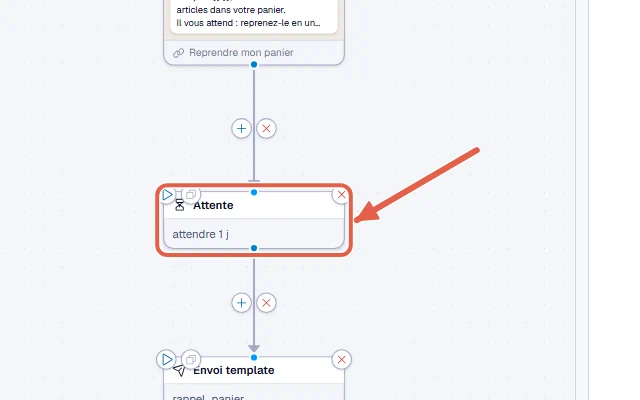 articles dans votre panier.
Il vous attend : reprenez-le en un...
Reprendre mon panier
Attente
attendre 1 j
Envoi template
rappel_panier